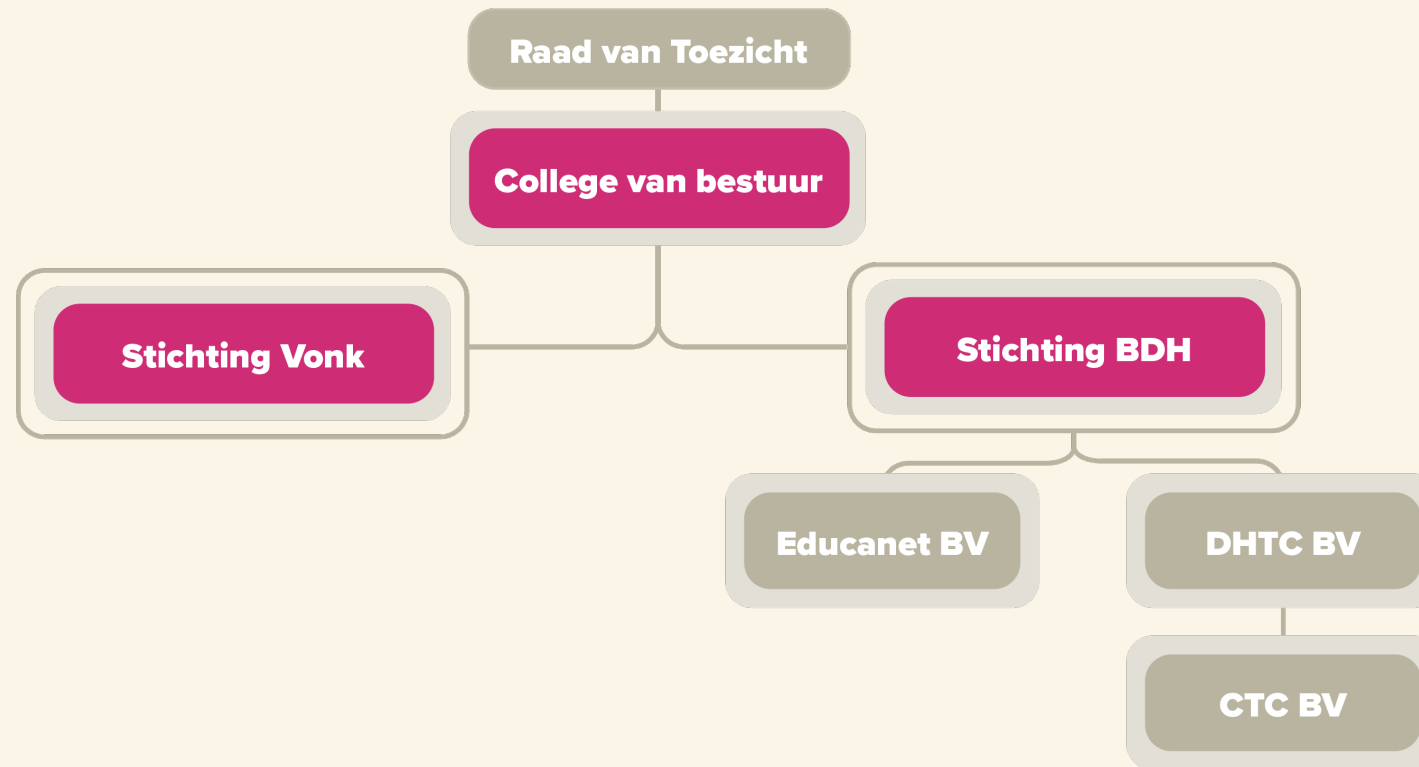 Raad van Toezicht
College van bestuur
Stichting Vonk
Stichting BDH
Educanet BV
DHTC BV
CTC BV